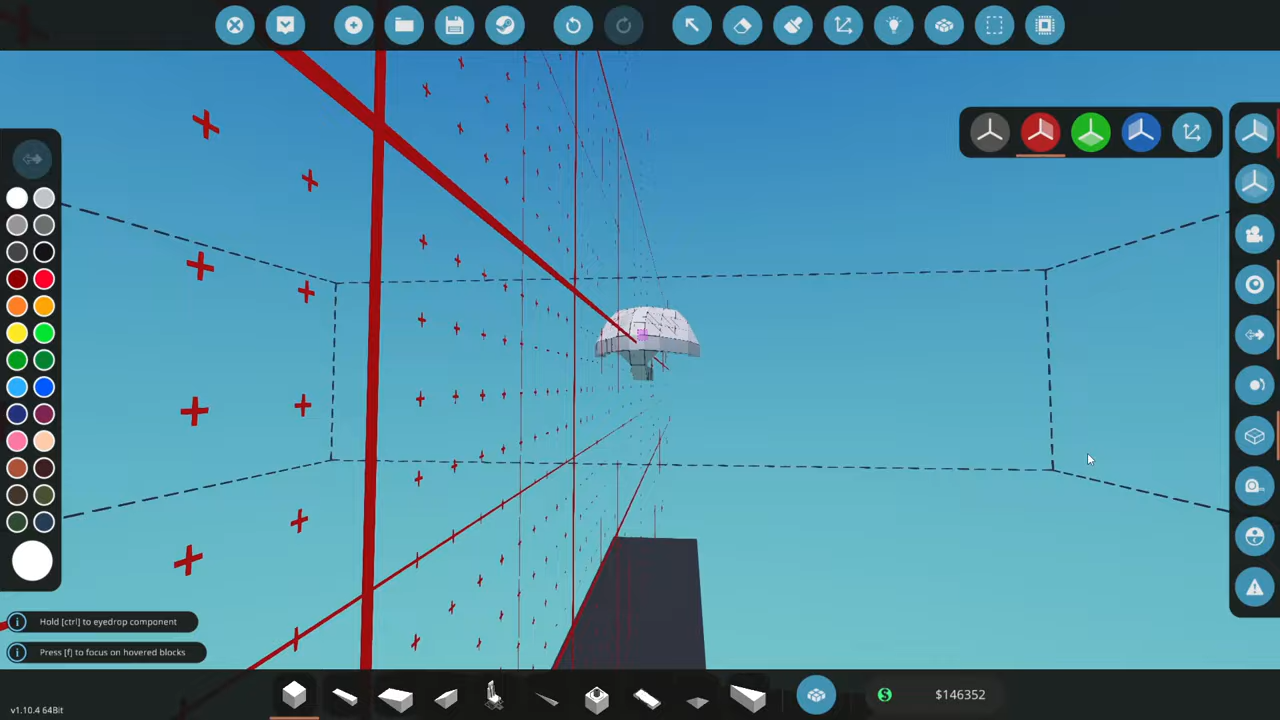 Hold [ctrl] to eyedrop component
Press [f] to focus on hovered blocks
v1.10.4 64Bit
$146352